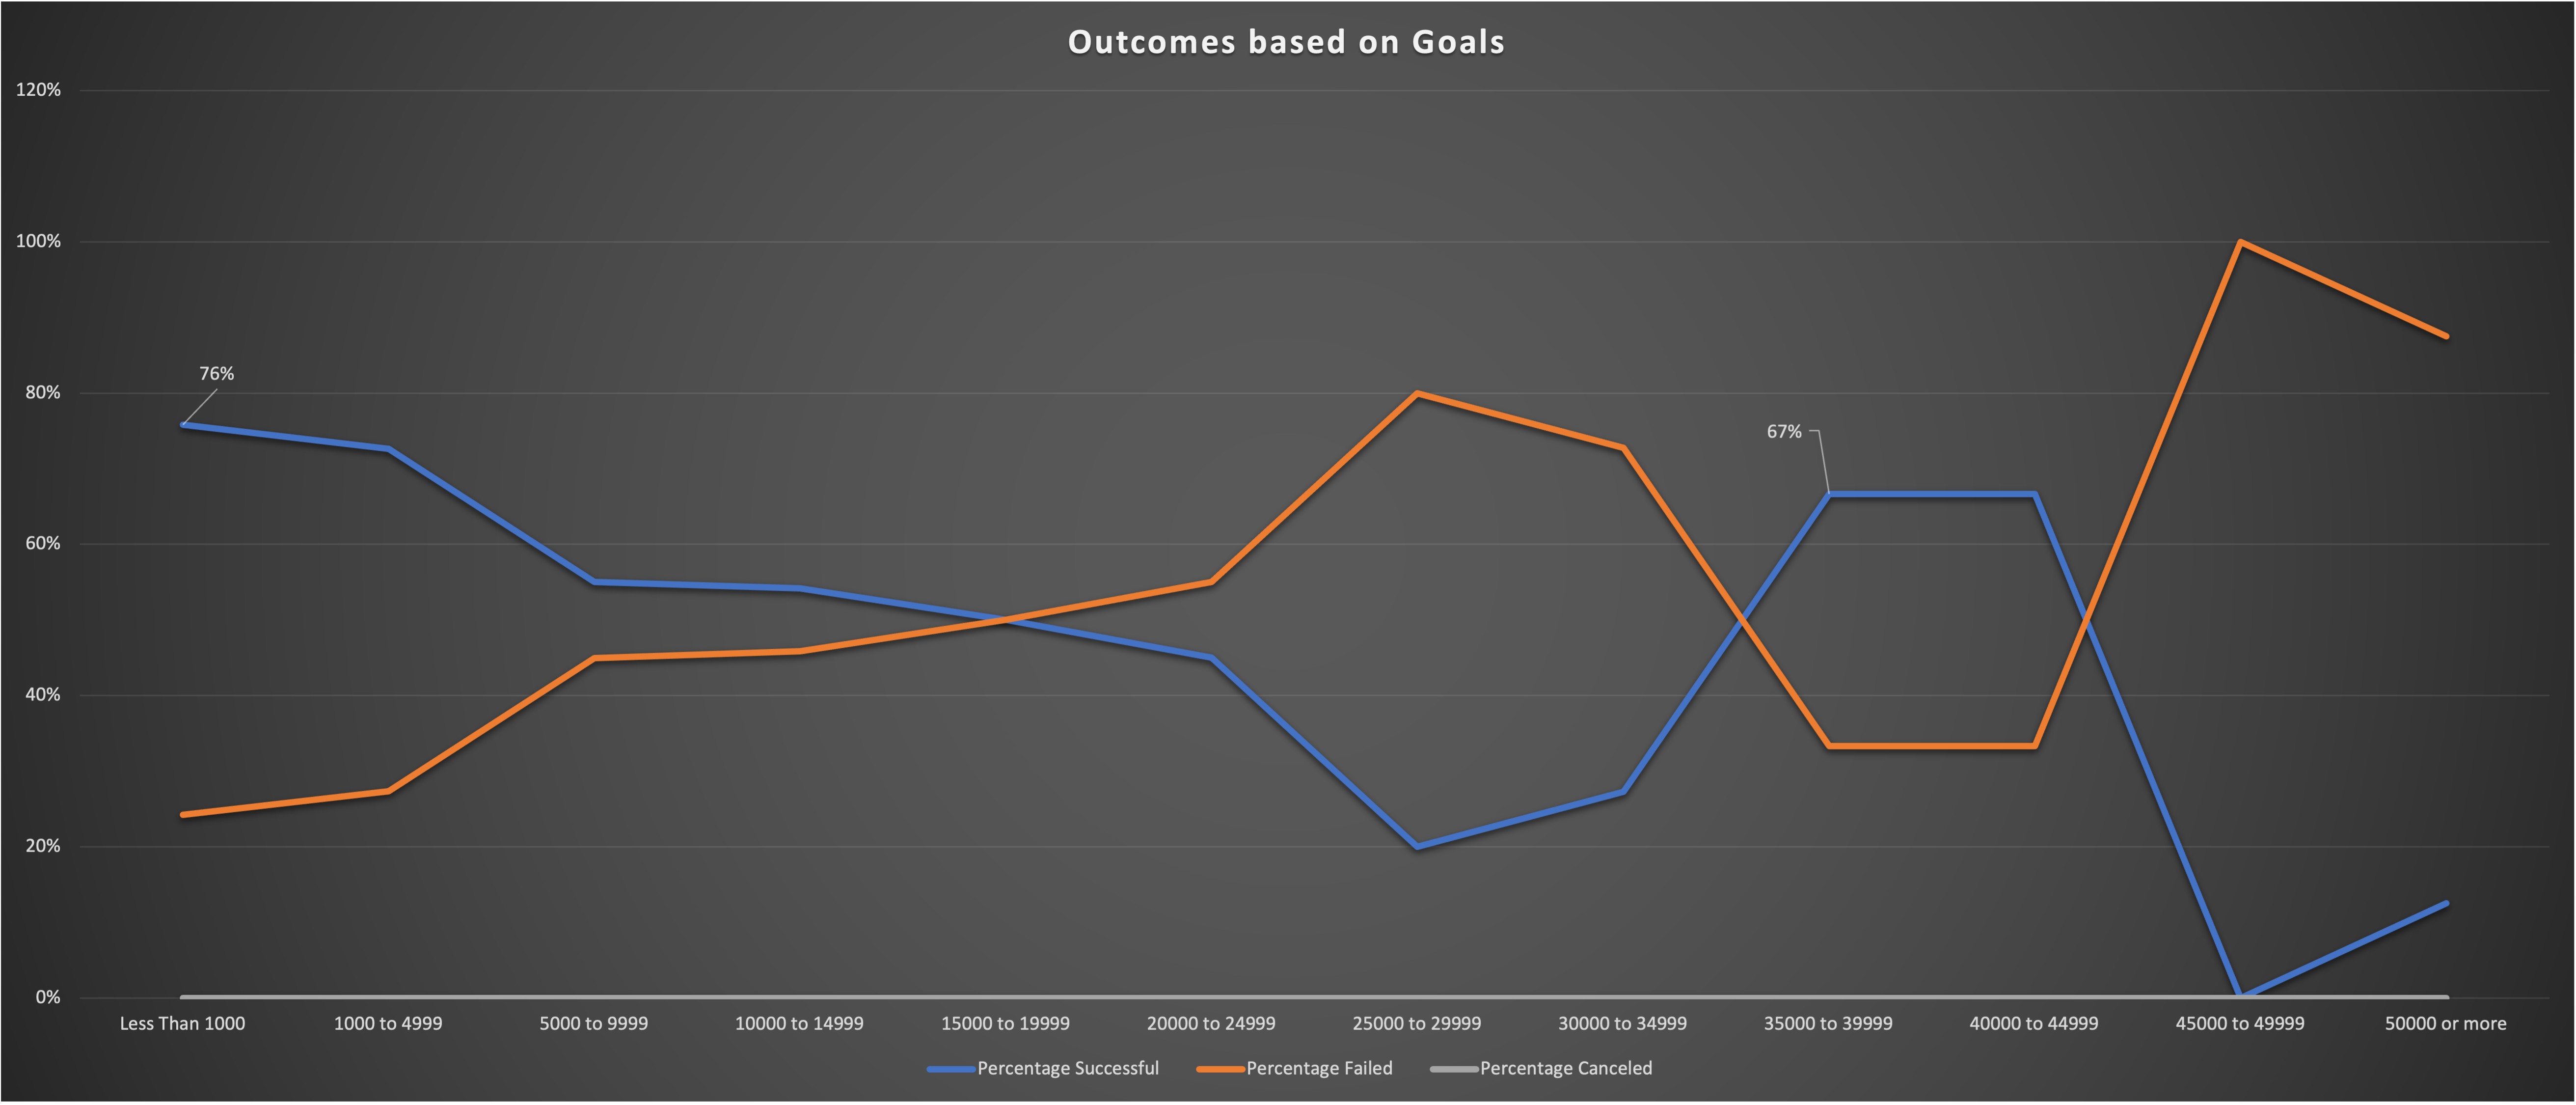 Outcomes based on Goals
120%
100%
80%
60%
40%
20%
0%
76%
67%
Less Than 1000
1000 to 4999
5000 to 9999
10000 to 14999
15000 to 19999
20000 to 24999
25000 to 29999
30000 to 34999
35000 to 39999
40000 to 44999
45000 to 49999
50000 or more
Percentage Successful
Percentage Failed
Percentage Canceled